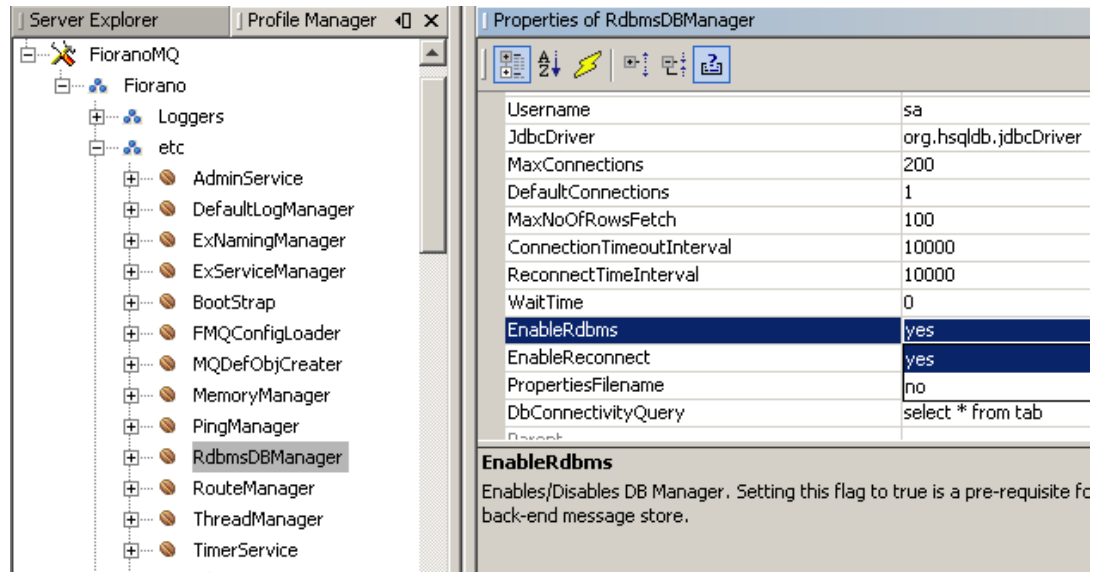 Server Explorer
Profile Manager
FioranoMQ
Fiorano
Loggers
etc
AdminService
DefaultLogManager
ExNamingManager
ExServiceManager
BootStrap
FMQConfigLoader
MQDefObjCreater
MemoryManager
PingManager
RdbmsDBManager
RouteManager
ThreadManager
TimerService
Properties of RdbmsDBManager
Username sa
JdbcDriver org.hsqldb.jdbcDriver
MaxConnections 200
DefaultConnections 1
MaxNoOfRowsFetch 100
ConnectionTimeoutInterval 10000
ReconnectTimeInterval 10000
WaitTime 0
EnableRdbms yes
EnableReconnect yes
PropertiesFilename no
DbConnectivityQuery select * from tab
Parent
EnableRdbms
Enables/Disables DB Manager. Setting this flag to true is a pre-requisite fo
back-end message store.